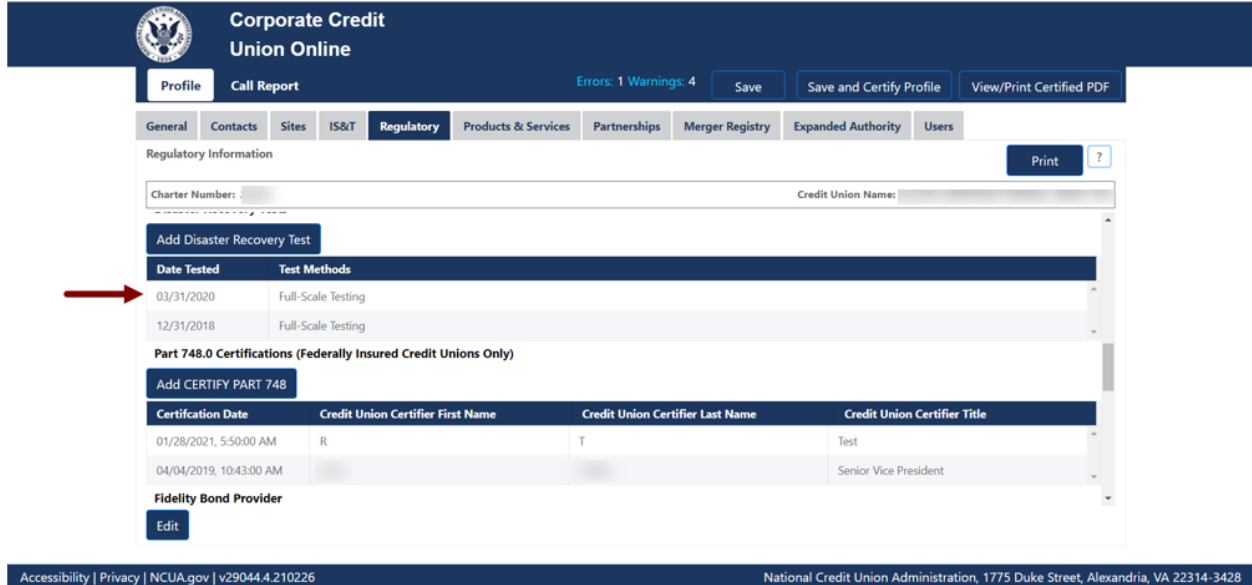 Corporate Credit
Union Online
Profile Call Report Errors: 1 Warnings: 4 Save Save and Certify Profile View/Print Certified PDF
General Contacts Sites IS&T Regulatory Products & Services Partnerships Merger Registry Expanded Authority Users
Regulatory Information Print ?
Charter Number: Credit Union Name:
Add Disaster Recovery Test
Date Tested Test Methods
03/31/2020 Full-Scale Testing
12/31/2018 Full-Scale Testing
Part 748.0 Certifications (Federally Insured Credit Unions Only)
Add CERTIFY PART 748
Certifcation Date Credit Union Certifier First Name Credit Union Certifier Last Name Credit Union Certifier Title
01/28/2021, 5:50:00 AM R T Test
04/04/2019, 10:43:00 AM Senior Vice President
Fidelity Bond Provider
Edit
Accessibility | Privacy | NCUA.gov | v29044.4.210226 National Credit Union Administration, 1775 Duke Street, Alexandria, VA 22314-3428